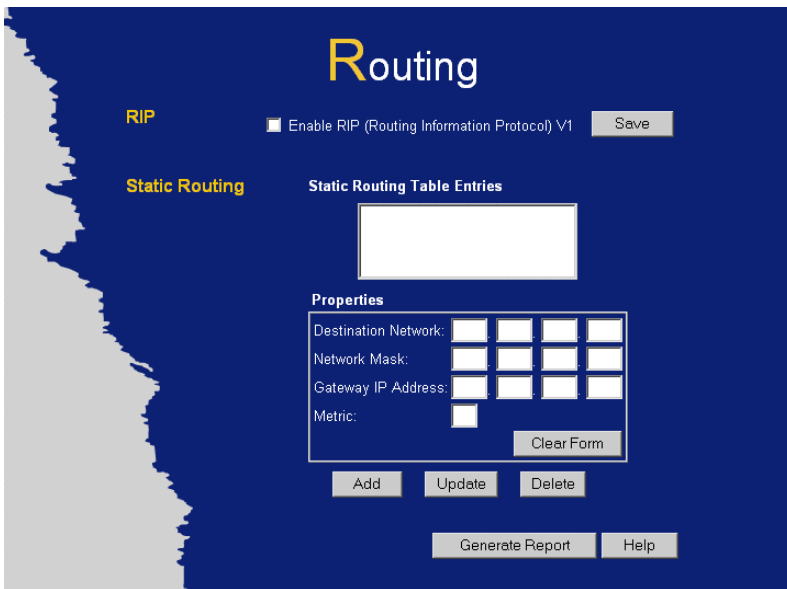 Routing
RIP
Enable RIP (Routing Information Protocol) V1
Save
Static Routing
Static Routing Table Entries
Properties
Destination Network: . . .
Network Mask: . . .
Gateway IP Address: . . .
Metric:
Clear Form
Add Update Delete
Generate Report Help